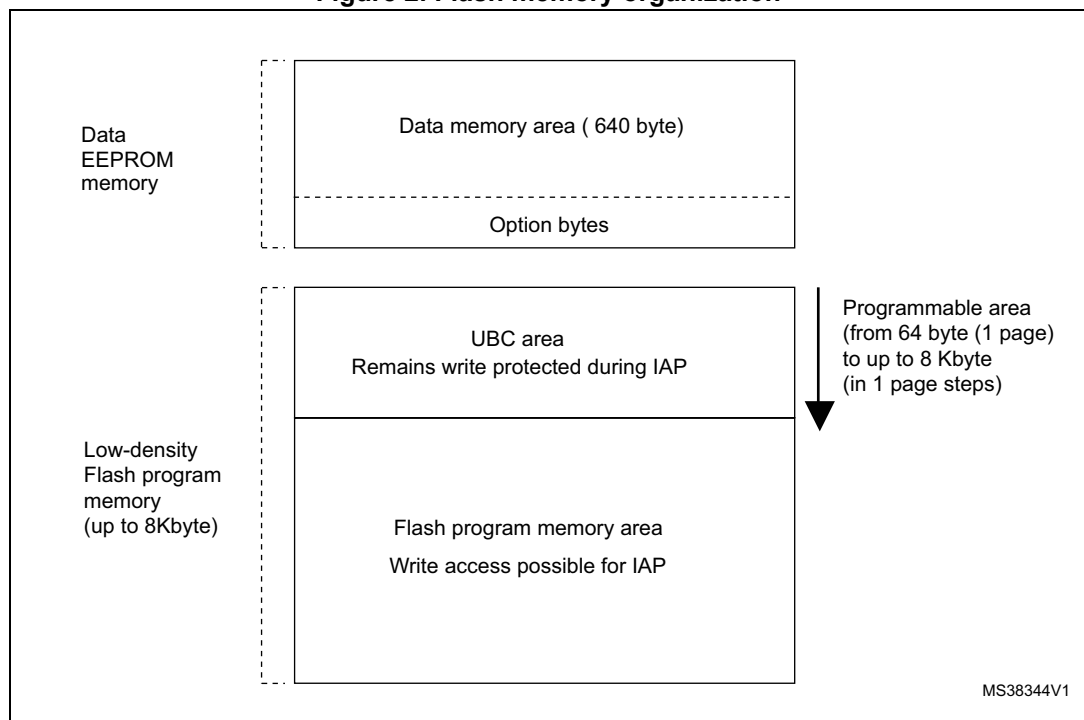 Figure 2. Flash memory organization
Data
EEPROM
memory
Data memory area ( 640 byte)
Option bytes
Low-density
Flash program
memory
(up to 8Kbyte)
UBC area
Remains write protected during IAP
Flash program memory area
Write access possible for IAP
Programmable area
(from 64 byte (1 page)
to up to 8 Kbyte
(in 1 page steps)
MS38344V1